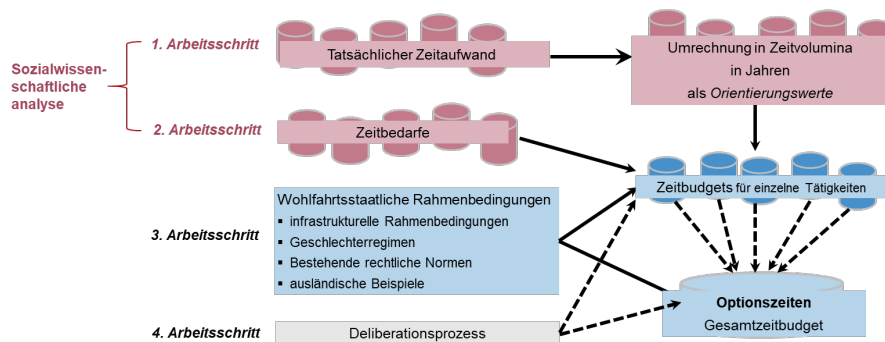 Sozialwissen-
schaftliche
analyse
1. Arbeitsschritt
Tatsächlicher Zeitaufwand
Umrechnung in Zeitvolumina
in Jahren
als Orientierungswerte
2. Arbeitsschritt
Zeitbedarfe
Zeitbudgets für einzelne Tätigkeiten
3. Arbeitsschritt
Wohlfahrtsstaatliche Rahmenbedingungen
▪ infrastrukturelle Rahmenbedingungen
▪ Geschlechterregimen
▪ Bestehende rechtliche Normen
▪ ausländische Beispiele
Optionszeiten
Gesamtzeitbudget
4. Arbeitsschritt
Deliberationsprozess